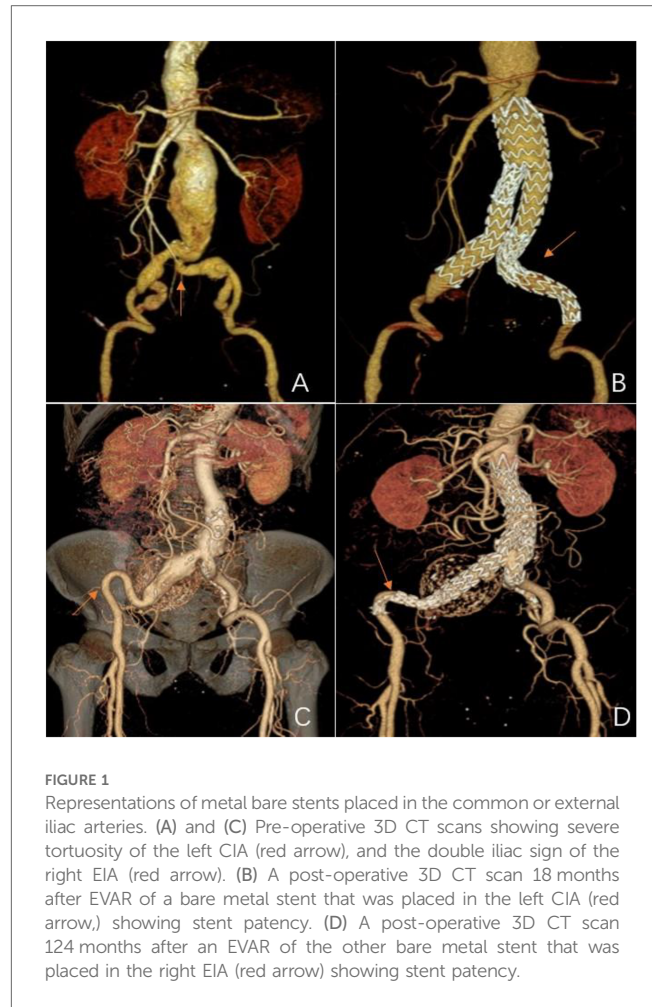 A
B
C
D
FIGURE 1
Representations of metal bare stents placed in the common or external
iliac arteries. (A) and (C) Pre-operative 3D CT scans showing severe
tortuosity of the left CIA (red arrow), and the double iliac sign of the
right EIA (red arrow). (B) A post-operative 3D CT scan 18 months
after EVAR of a bare metal stent that was placed in the left CIA (red
arrow,) showing stent patency. (D) A post-operative 3D CT scan
124 months after an EVAR of the other bare metal stent that was
placed in the right EIA (red arrow) showing stent patency.